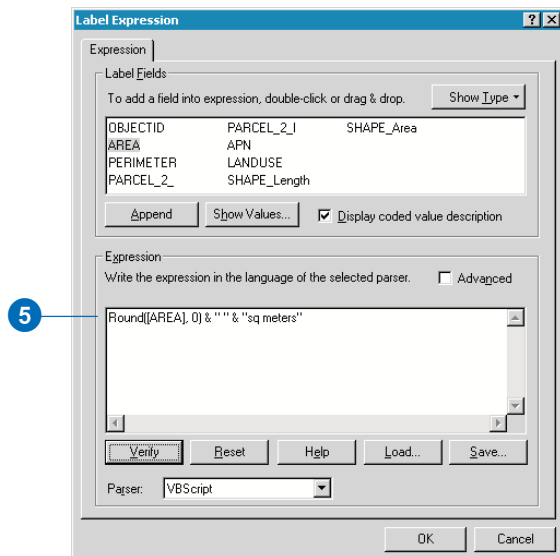 Label Expression
Expression
Label Fields
To add a field into expression, double-click or drag & drop.
Show Type
OBJECTID PARCEL_2_I SHAPE_Area
AREA APN
PERIMETER LANDUSE
PARCEL_2_ SHAPE_Length
Append Show Values... Display coded value description
Expression
Write the expression in the language of the selected parser. Advanced
5
Round([AREA], 0) & " " & "sq meters"
Verify Reset Help Load... Save...
Parser: VBScript
OK Cancel